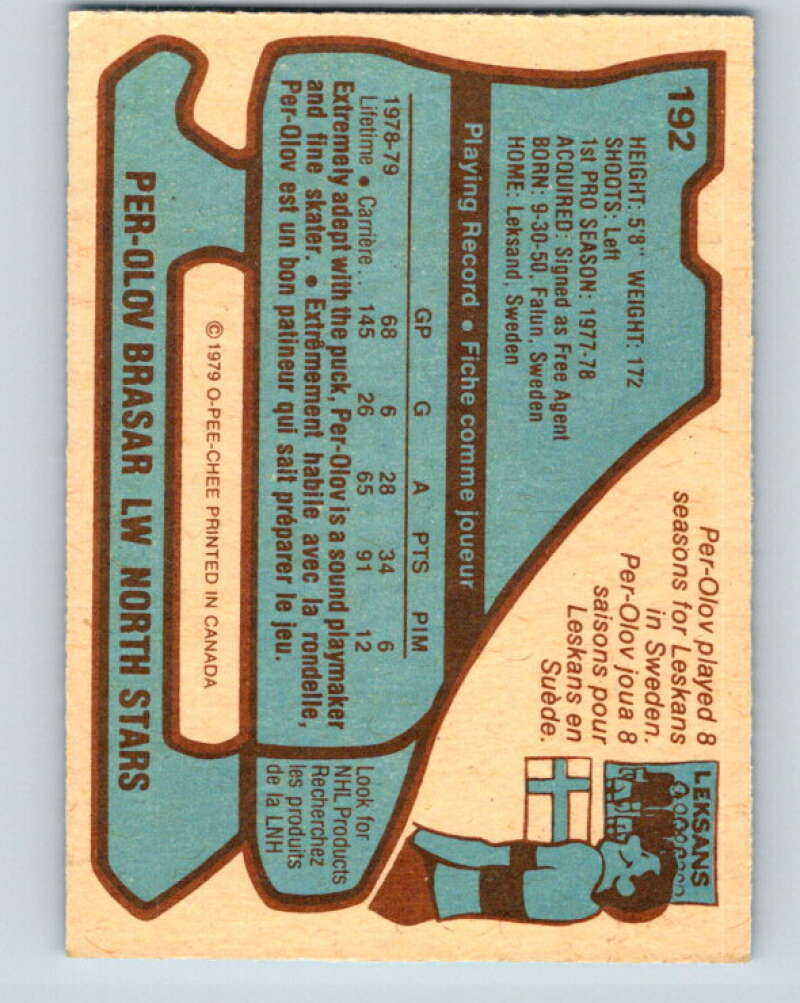 192
HEIGHT: 5'8" WEIGHT: 172
SHOOTS: Left
1st PRO SEASON: 1977-78
ACQUIRED: Signed as Free Agent
BORN: 9-30-50, Falun, Sweden
HOME: Leksand, Sweden
Per-Olov played 8
seasons for Leskans
in Sweden.
Per-Olov joua 8
saisons pour
Leskans en
Suède.
LEKSANS
Playing Record • Fiche comme joueur
GP G A PTS PIM
1978-79 68 6 28 34 6
Lifetime • Carrière . . 145 26 65 91 12
Extremely adept with the puck, Per-Olov is a sound playmaker
and fine skater. • Extrêmement habile avec la rondelle,
Per-Olov est un bon patineur qui sait préparer le jeu.
Look for
NHL Products
Recherchez
les produits
de la LNH
© 1979 O-PEE-CHEE PRINTED IN CANADA
PER-OLOV BRASAR LW NORTH STARS